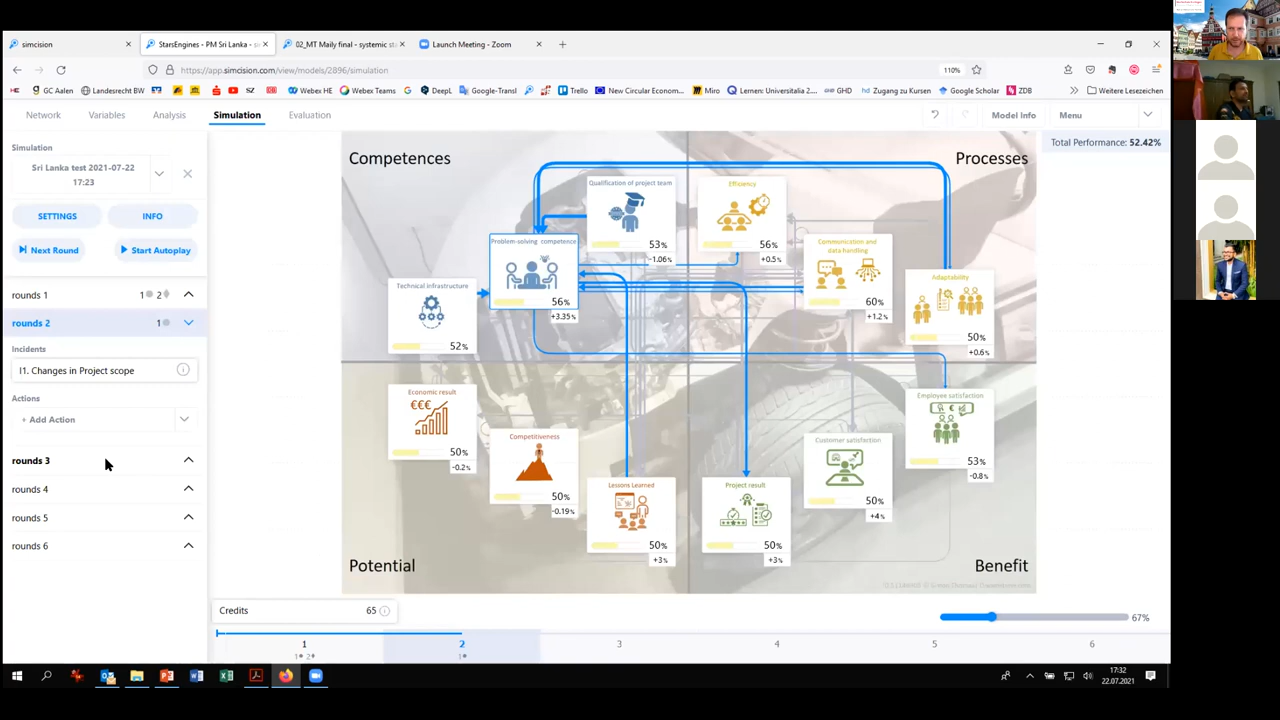 simcision
StarsEngines - PM Sri Lanka - si
02_MT Maily final - systemic st
Launch Meeting - Zoom
https://app.simcision.com/view/models/2896/simulation
110%
GC Aalen
Landesrecht BW
Webex HE
Webex Teams
DeepL
Google-Transl
Trello
New Circular Econom...
Miro
Lernen: Universitalia 2....
GHD
Zugang zu Kursen
Google Scholar
ZDB
Weitere Lesezeichen
Network
Variables
Analysis
Simulation
Evaluation
Model Info
Menu
Simulation
Sri Lanka test 2021-07-22
17:23
SETTINGS
INFO
Next Round
Start Autoplay
rounds 1
1
2
rounds 2
1
Incidents
I1. Changes in Project scope
Actions
+ Add Action
rounds 3
rounds 4
rounds 5
rounds 6
Total Performance: 52.42%
Competences
Processes
Qualification of project team
53%
-1.06%
Efficiency
56%
+0.5%
Problem-solving competence
56%
+3.35%
Communication and
data handling
60%
+1.2%
Technical infrastructure
52%
Adaptability
50%
+0.6%
Economic result
€€€
50%
-0.2%
Competitiveness
50%
-0.19%
Lessons Learned
50%
+3%
Project result
50%
+3%
Customer satisfaction
50%
+4%
Employee satisfaction
53%
-0.8%
Potential
Benefit
Credits
65
67%
1
2
3
4
5
6
1
2
1
17:32
22.07.2021